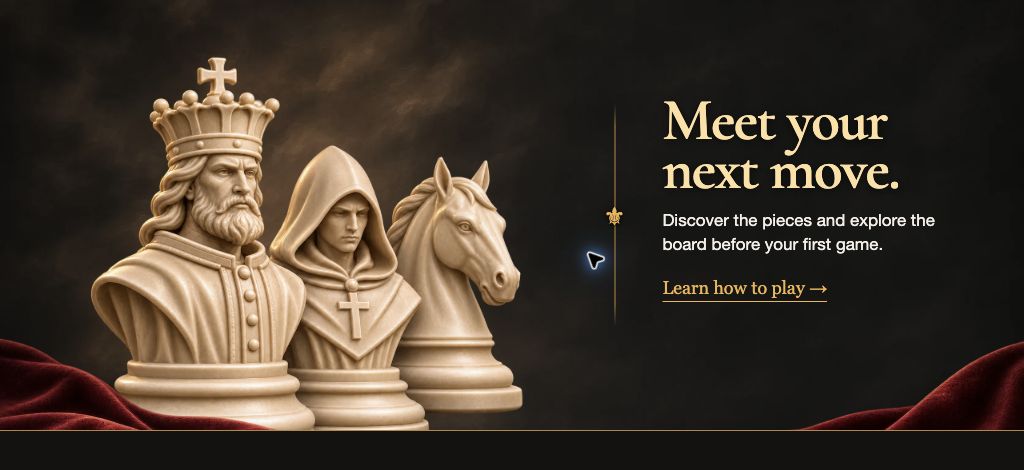 Meet your
next move.
Discover the pieces and explore the
board before your first game.
Learn how to play →